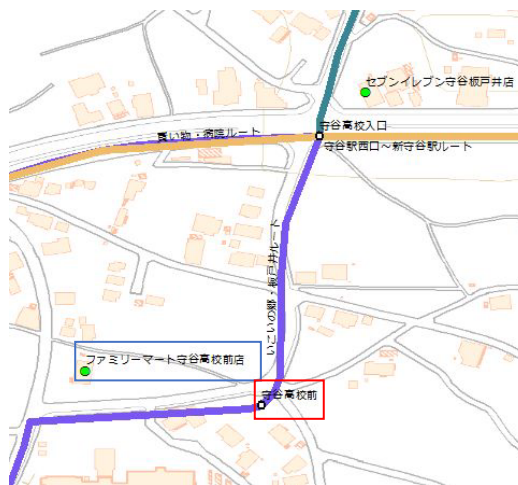 セブンイレブン守谷板戸井店
守谷高校入口
買い物・病院ルート
守谷駅西口～新守谷駅ルート
いこいの郷・板戸井ルート
ファミリーマート守谷高校前店
守谷高校前